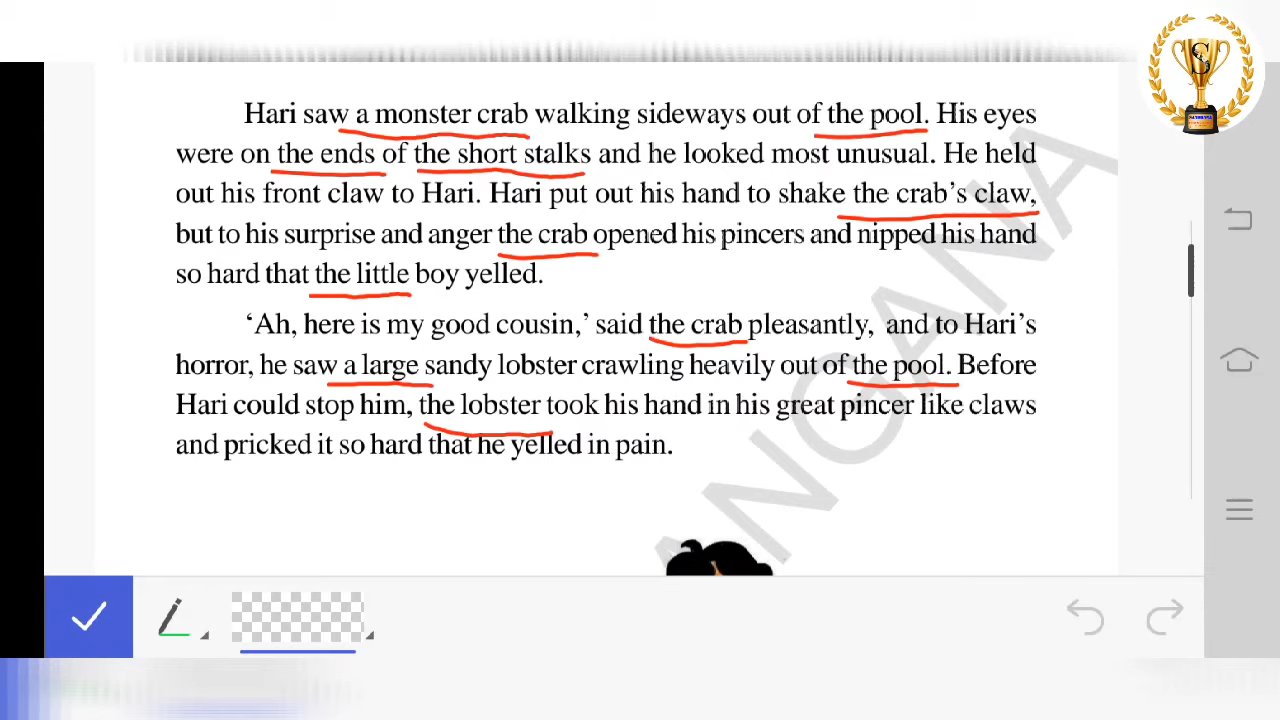 Hari saw a monster crab walking sideways out of the pool. His eyes
were on the ends of the short stalks and he looked most unusual. He held
out his front claw to Hari. Hari put out his hand to shake the crab's claw,
but to his surprise and anger the crab opened his pincers and nipped his hand
so hard that the little boy yelled.
‘Ah, here is my good cousin,’ said the crab pleasantly, and to Hari's
horror, he saw a large sandy lobster crawling heavily out of the pool. Before
Hari could stop him, the lobster took his hand in his great pincer like claws
and pricked it so hard that he yelled in pain.
ANGANA
S